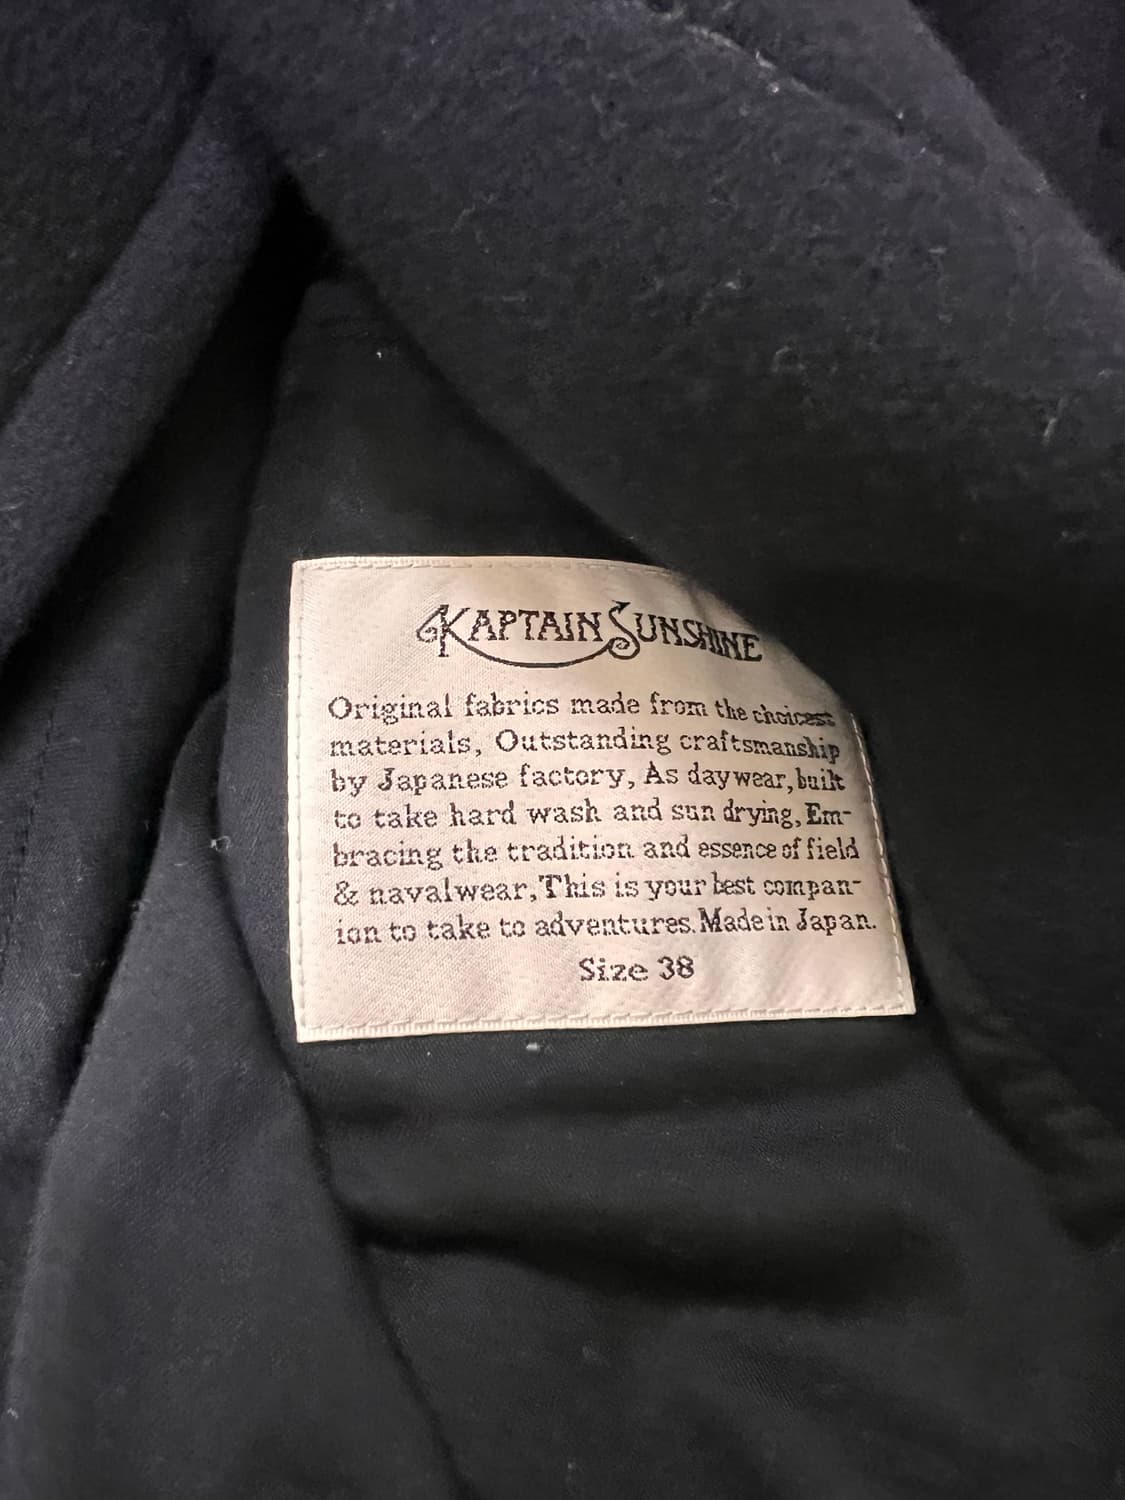 KAPTAIN SUNSHINE
Original fabrics made from the choicest
materials, Outstanding craftsmanship
by Japanese factory, As daywear, built
to take hard wash and sun drying, Em-
bracing the tradition and essence of field
& navalwear, This is your best compan-
ion to take to adventures. Made in Japan.
Size 38